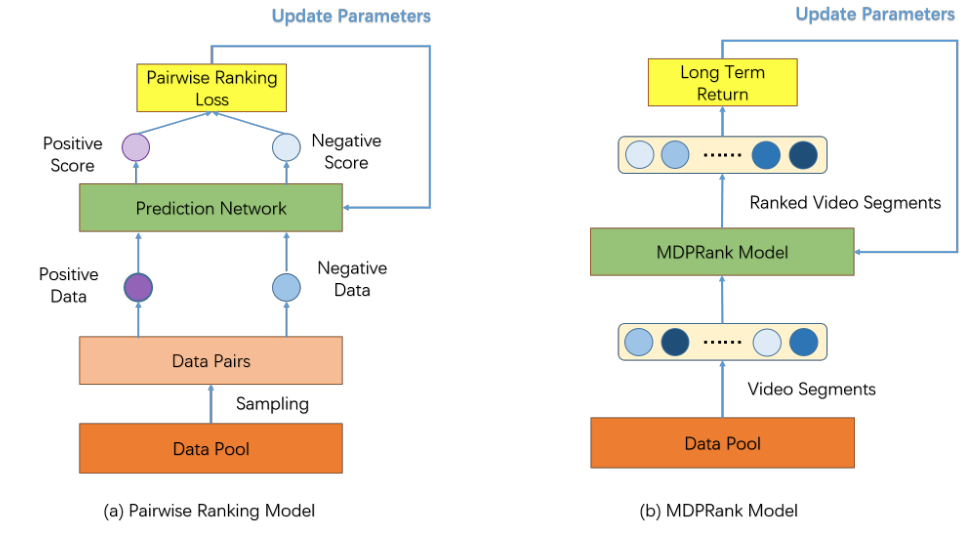 Update Parameters
Pairwise Ranking
Loss
Positive
Score
Negative
Score
Prediction Network
Positive
Data
Negative
Data
Data Pairs
Sampling
Data Pool
(a) Pairwise Ranking Model
Update Parameters
Long Term
Return
......
Ranked Video Segments
MDPRank Model
......
Video Segments
Data Pool
(b) MDPRank Model